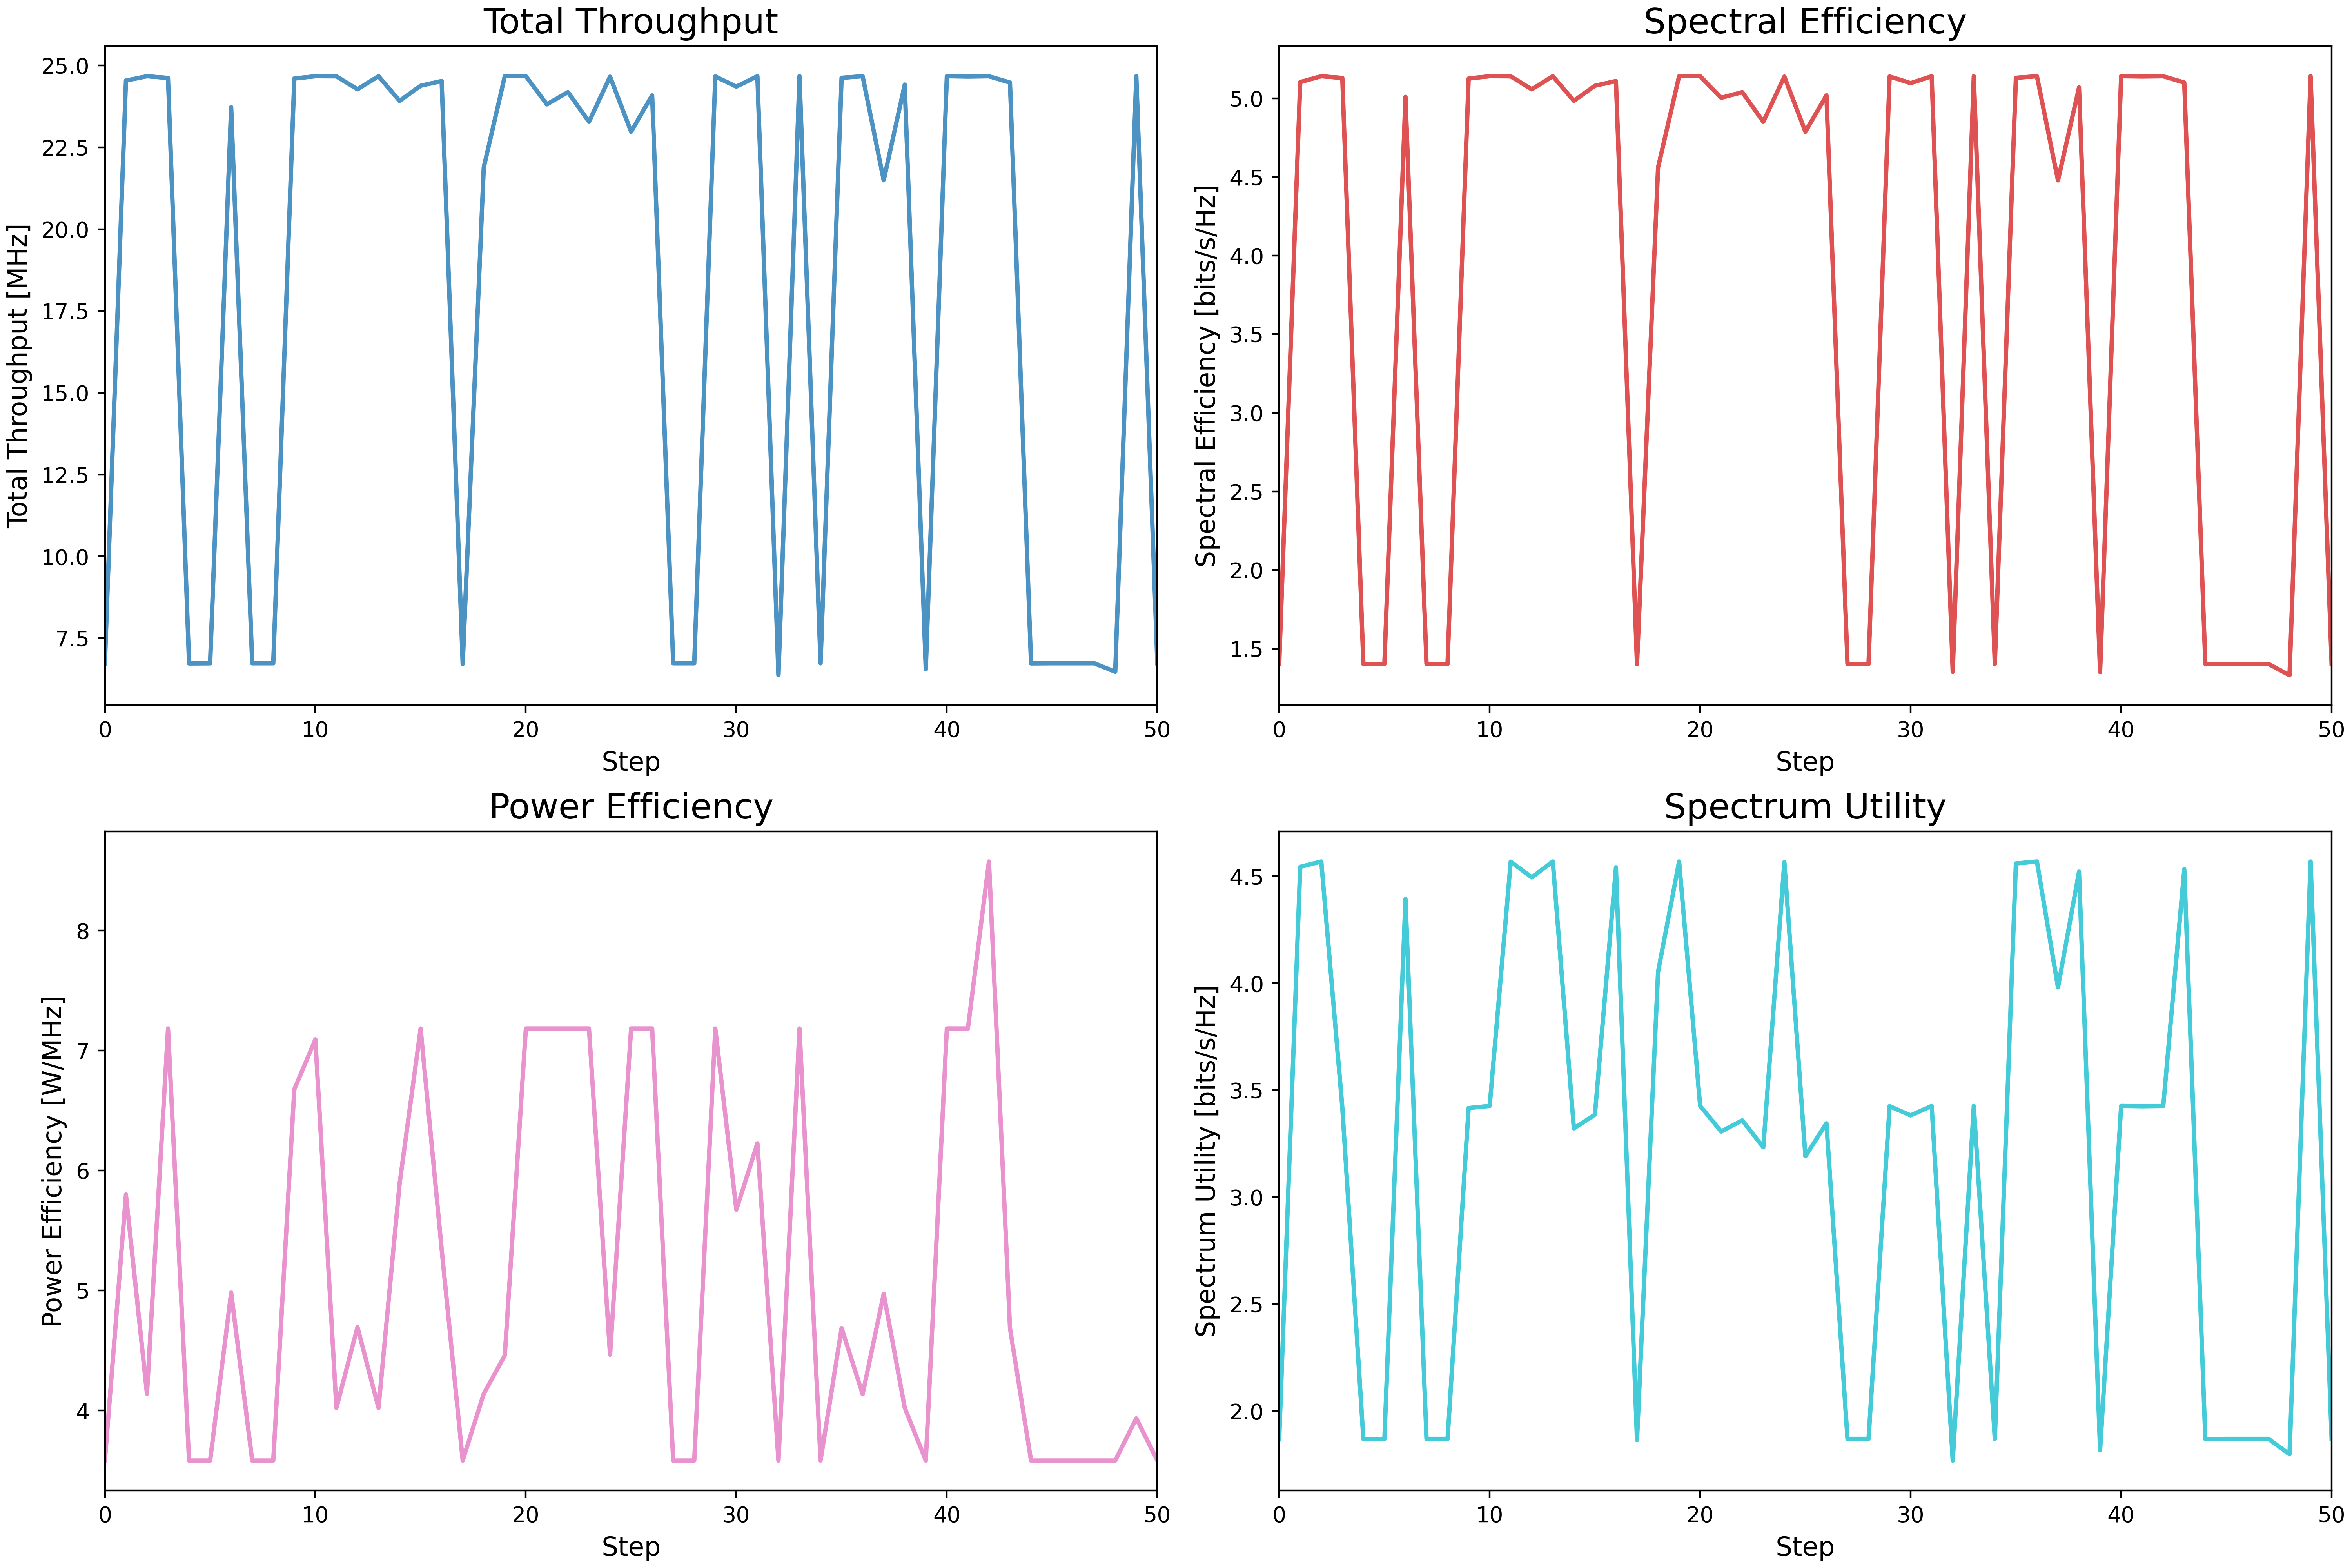 Total Throughput
Total Throughput [MHz]
25.0
22.5
20.0
17.5
15.0
12.5
10.0
7.5
0 10 20 30 40 50
Step
Spectral Efficiency
Spectral Efficiency [bits/s/Hz]
5.0
4.5
4.0
3.5
3.0
2.5
2.0
1.5
0 10 20 30 40 50
Step
Power Efficiency
Power Efficiency [W/MHz]
8
7
6
5
4
0 10 20 30 40 50
Step
Spectrum Utility
Spectrum Utility [bits/s/Hz]
4.5
4.0
3.5
3.0
2.5
2.0
0 10 20 30 40 50
Step